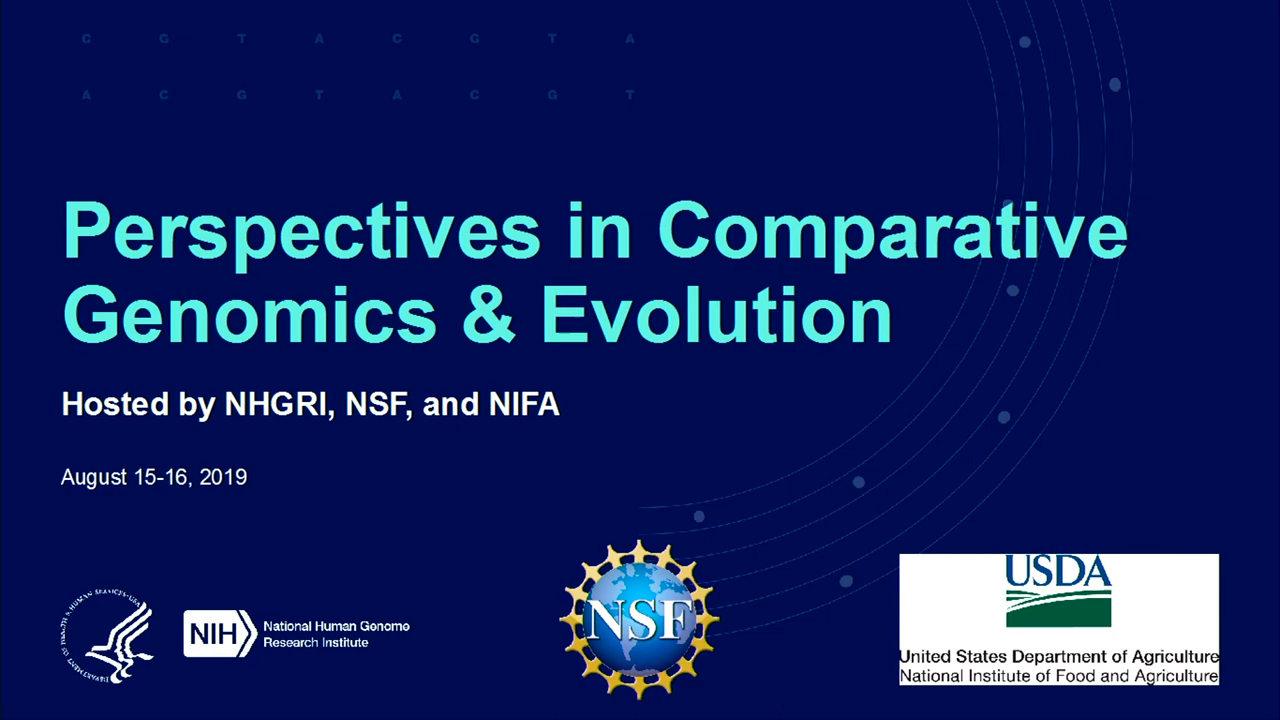 C G T A C G T A
A C G T A C G T
Perspectives in Comparative
Genomics & Evolution
Hosted by NHGRI, NSF, and NIFA
August 15-16, 2019
NIH
National Human Genome
Research Institute
NSF
USDA
United States Department of Agriculture
National Institute of Food and Agriculture